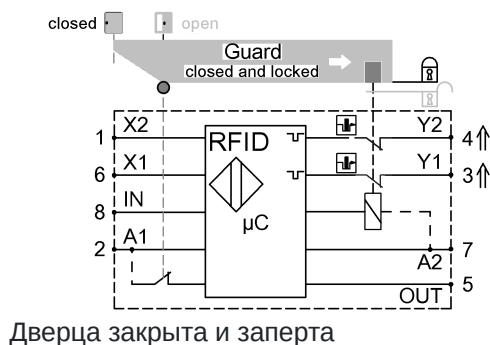 closed open
Guard
closed and locked
X2 Y2
1 RFID 4
X1 Y1
6 3
IN
8 µC
A1
2 7
A2
5
OUT
Дверца закрыта и заперта